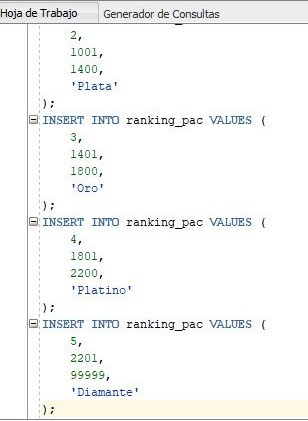 Hoja de Trabajo Generador de Consultas
2,
1001,
1400,
'Plata'
);
INSERT INTO ranking_pac VALUES (
3,
1401,
1800,
'Oro'
);
INSERT INTO ranking_pac VALUES (
4,
1801,
2200,
'Platino'
);
INSERT INTO ranking_pac VALUES (
5,
2201,
99999,
'Diamante'
);